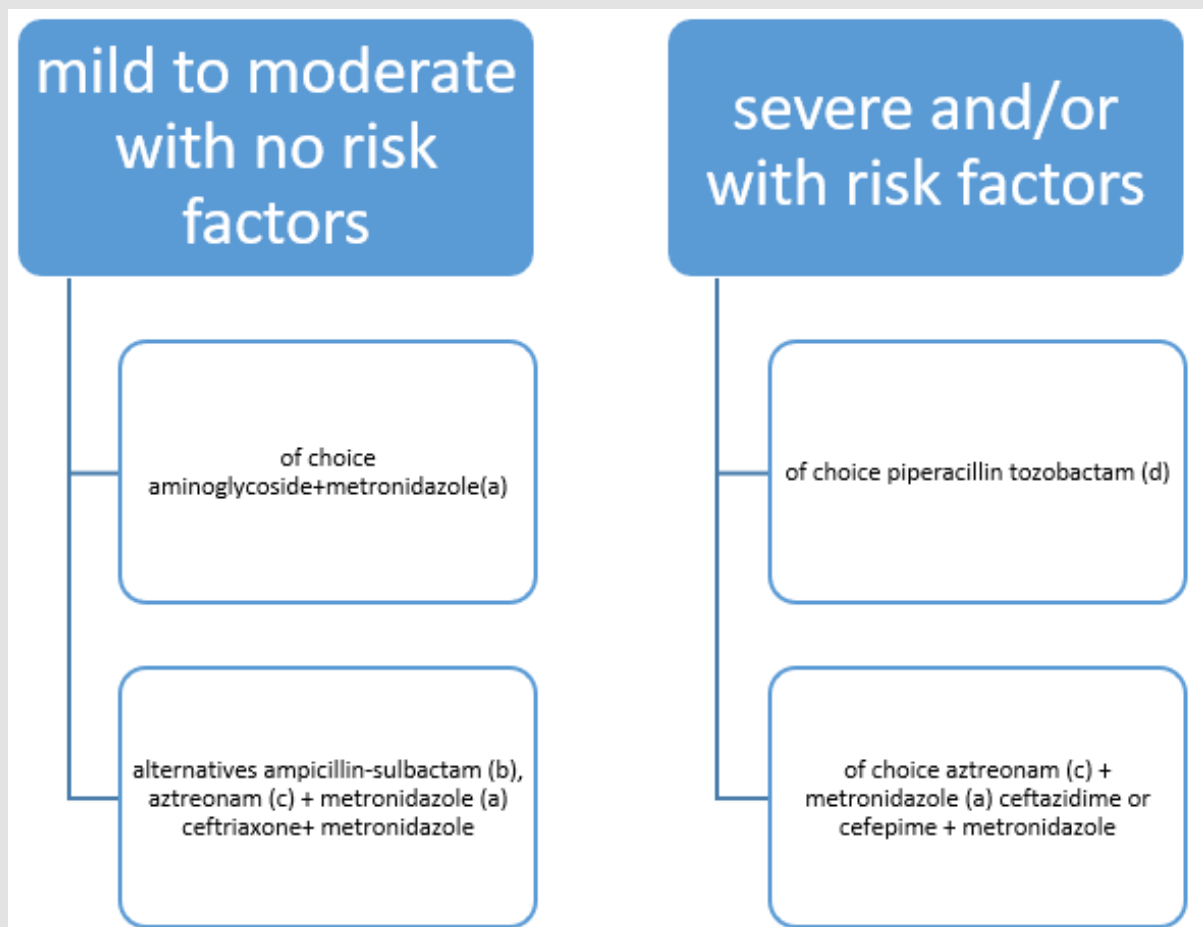 mild to moderate
with no risk
factors
of choice
aminoglycoside+metronidazole(a)
alternatives ampicillin-sulbactam (b),
aztreonam (c) + metronidazole (a)
ceftriaxone+ metronidazole
severe and/or
with risk factors
of choice piperacillin tozobactam (d)
of choice aztreonam (c) +
metronidazole (a) ceftazidime or
cefepime + metronidazole